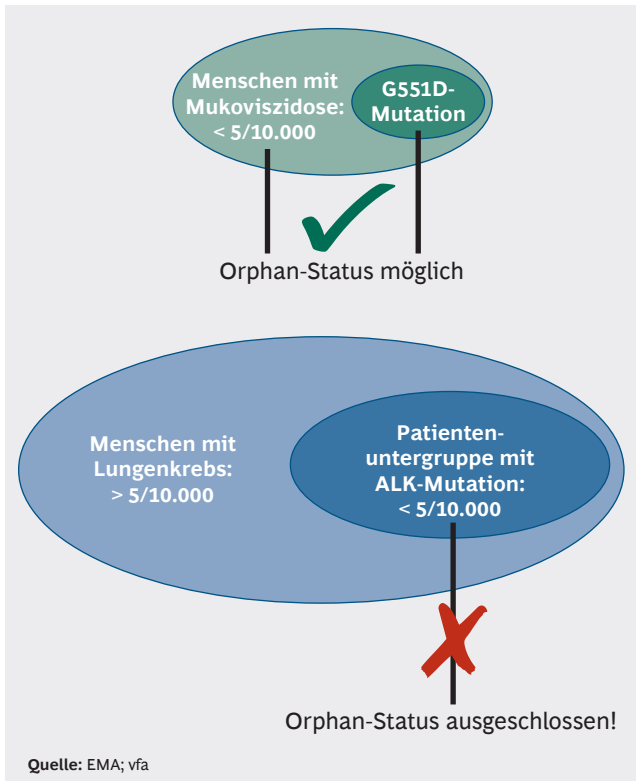 Menschen mit
Mukoviszidose:
< 5/10.000
G551D-
Mutation
Orphan-Status möglich
Menschen mit
Lungenkrebs:
> 5/10.000
Patienten-
untergruppe mit
ALK-Mutation:
< 5/10.000
Orphan-Status ausgeschlossen!
Quelle: EMA; vfa